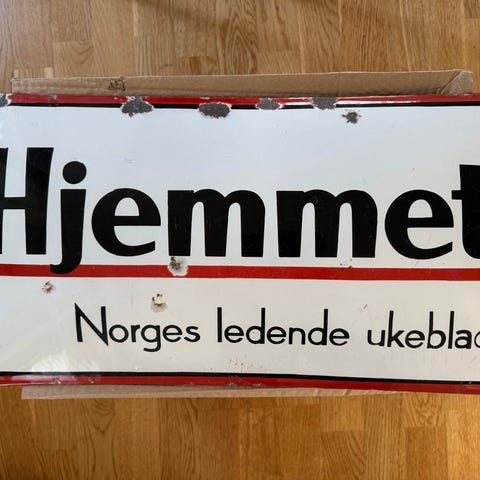 Hjemmet
Norges ledende ukeblad